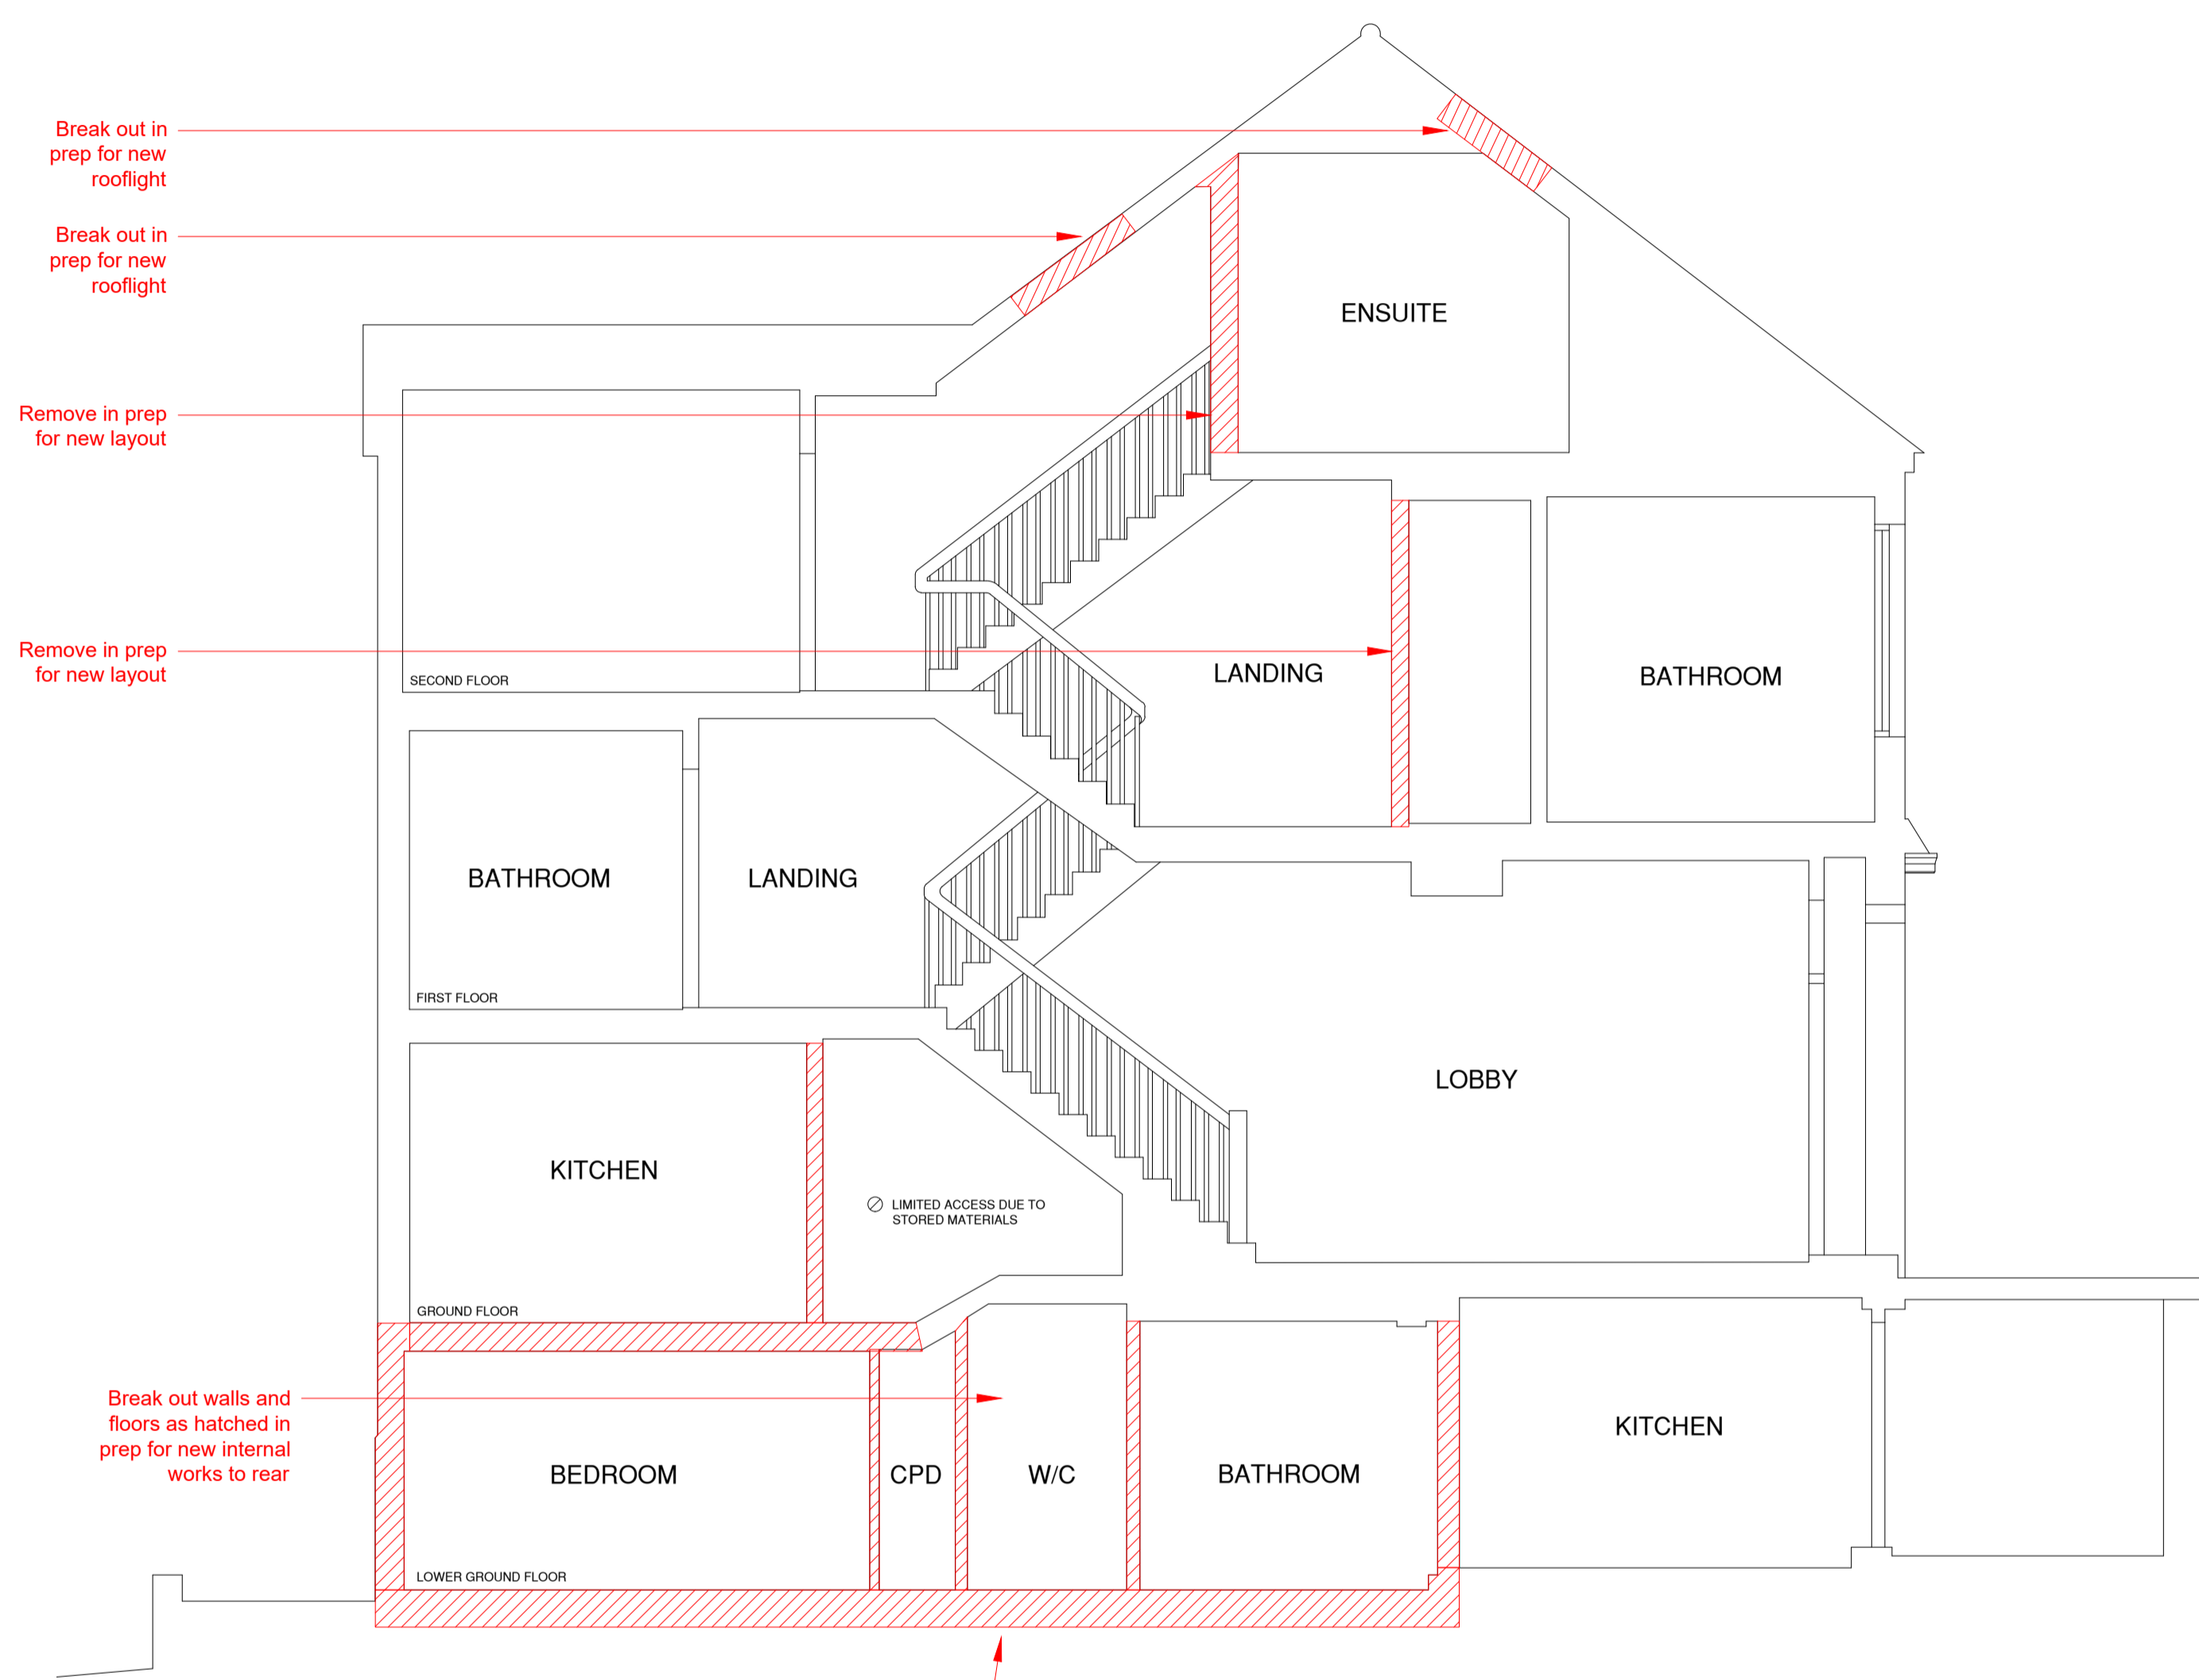 Break out in
prep for new
rooflight
Break out in
prep for new
rooflight
ENSUITE
Remove in prep
for new layout
Remove in prep
for new layout
SECOND FLOOR
LANDING
BATHROOM
BATHROOM
LANDING
FIRST FLOOR
LOBBY
KITCHEN
LIMITED ACCESS DUE TO
STORED MATERIALS
GROUND FLOOR
Break out walls and
floors as hatched in
prep for new internal
works to rear
BEDROOM
CPD
W/C
BATHROOM
KITCHEN
LOWER GROUND FLOOR